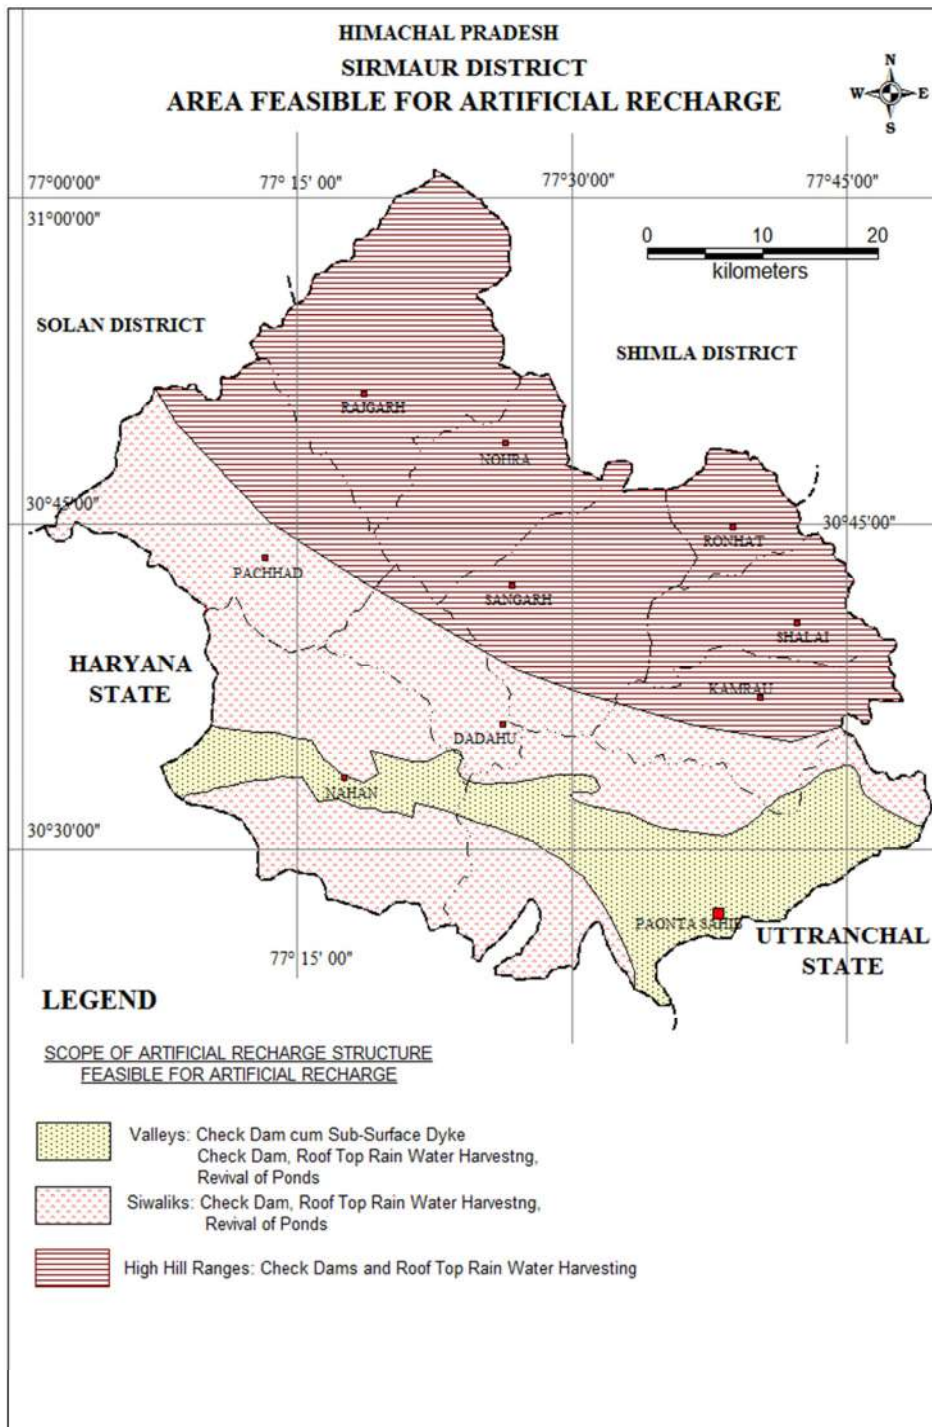 HIMACHAL PRADESH
SIRMAUR DISTRICT
AREA FEASIBLE FOR ARTIFICIAL RECHARGE
N
W E
S
77°00'00"
77° 15' 00"
77°30'00"
77°45'00"
31°00'00"
0 10 20
kilometers
SOLAN DISTRICT
SHIMLA DISTRICT
RAJGARH
NOHRA
30°45'00"
30°45'00"
RONHAT
PACHHAD
SANGARH
SHALAI
HARYANA
STATE
KAMRAU
DADAHU
NAHAN
30°30'00"
PAONTA SAHIB
UTTRANCHAL
STATE
77° 15' 00"
LEGEND
SCOPE OF ARTIFICIAL RECHARGE STRUCTURE
FEASIBLE FOR ARTIFICIAL RECHARGE
Valleys: Check Dam cum Sub-Surface Dyke
Check Dam, Roof Top Rain Water Harvestng,
Revival of Ponds
Siwaliks: Check Dam, Roof Top Rain Water Harvestng,
Revival of Ponds
High Hill Ranges: Check Dams and Roof Top Rain Water Harvesting